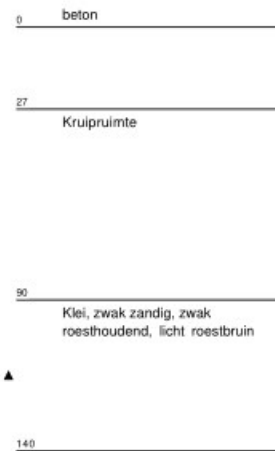 beton
0
27
Kruipruimte
90
Klei, zwak zandig, zwak
roesthoudend, licht roestbruin
140